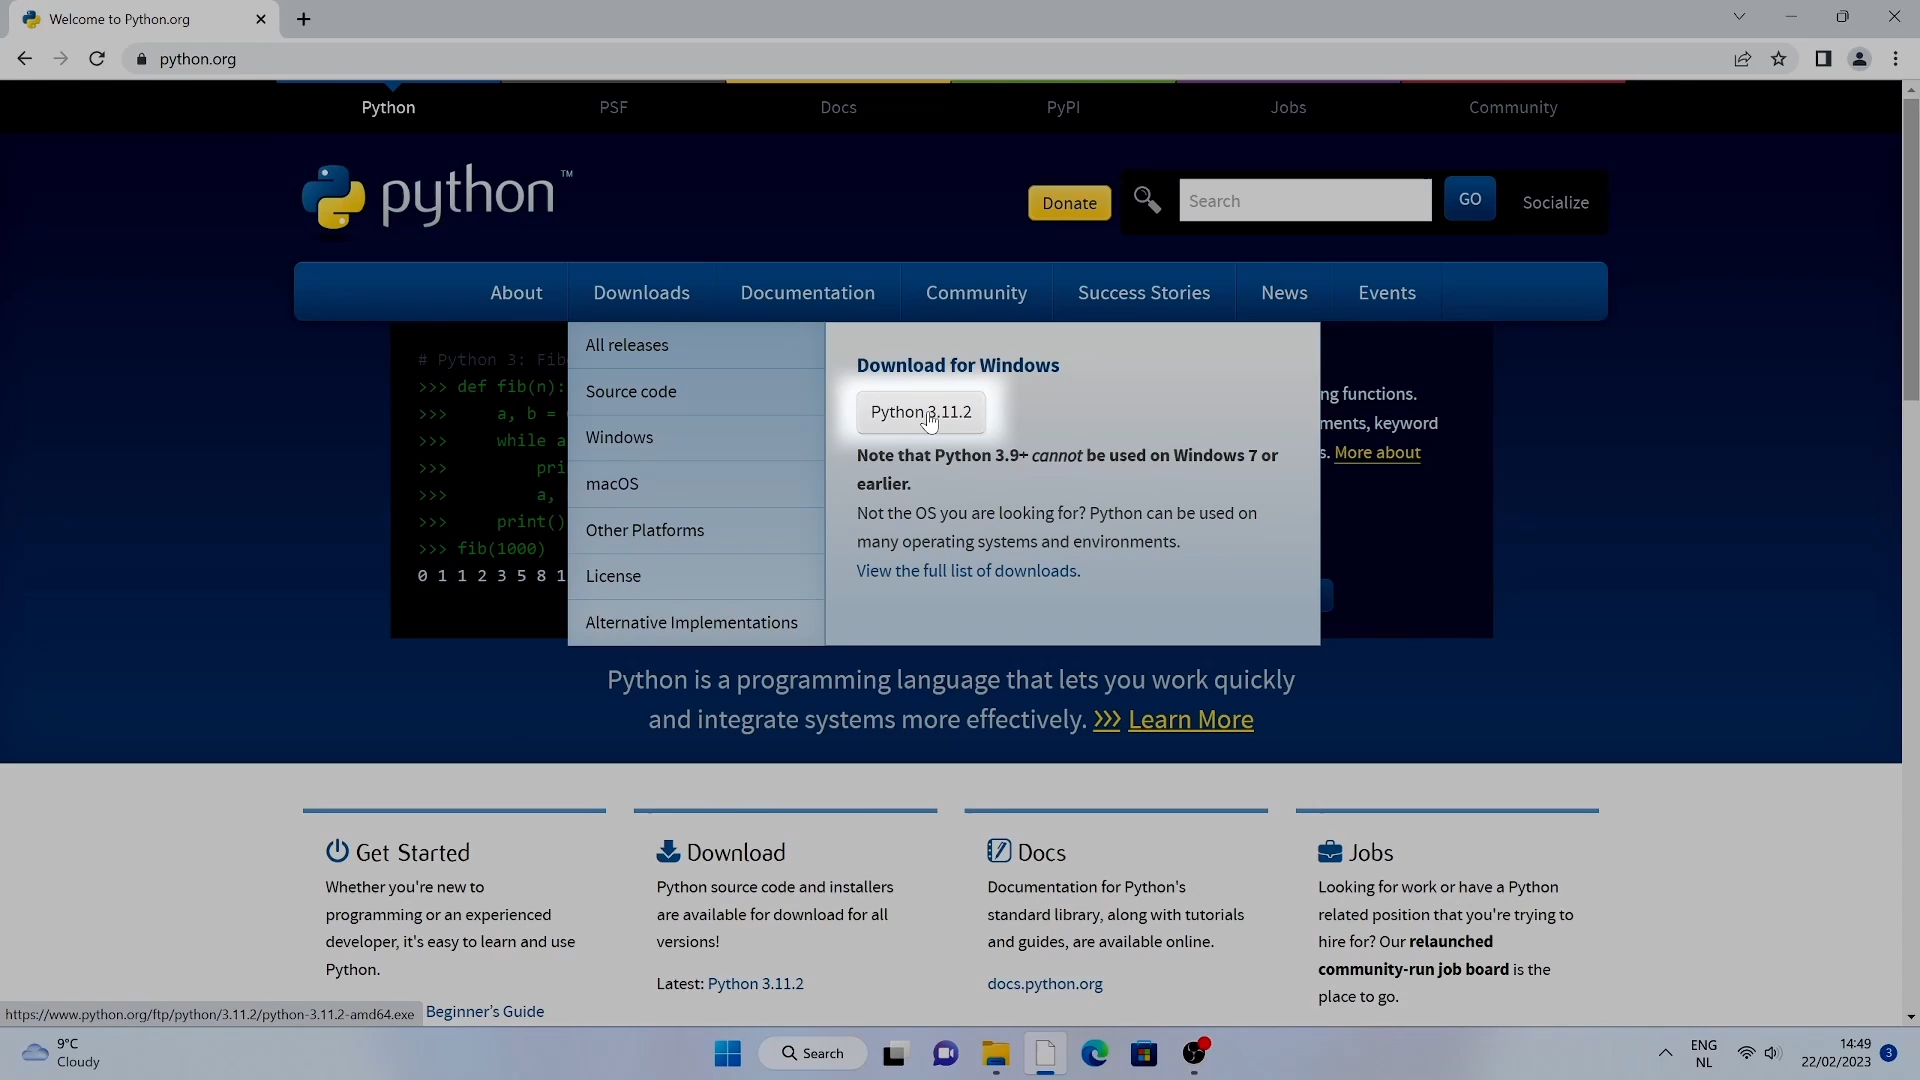 Welcome to Python.org
python.org
Python PSF Docs PyPI Jobs Community
python™
Donate Search GO Socialize
About Downloads Documentation Community Success Stories News Events
# Python 3: Fib
>>> def fib(n):
>>> a, b =
>>> while a
>>> pri
>>> a,
>>> print()
>>> fib(1000)
0 1 1 2 3 5 8 1
All releases
Source code
Windows
macOS
Other Platforms
License
Alternative Implementations
Download for Windows
Python 3.11.2
Note that Python 3.9+ cannot be used on Windows 7 or
earlier.
Not the OS you are looking for? Python can be used on
many operating systems and environments.
View the full list of downloads.
ng functions.
ments, keyword
s. More about
Python is a programming language that lets you work quickly
and integrate systems more effectively. >>> Learn More
Get Started
Whether you're new to
programming or an experienced
developer, it's easy to learn and use
Python.
Beginner’s Guide
Download
Python source code and installers
are available for download for all
versions!
Latest: Python 3.11.2
Docs
Documentation for Python's
standard library, along with tutorials
and guides, are available online.
docs.python.org
Jobs
Looking for work or have a Python
related position that you're trying to
hire for? Our relaunched
community-run job board is the
place to go.
https://www.python.org/ftp/python/3.11.2/python-3.11.2-amd64.exe
9°C
Cloudy
Search
ENG
NL
14:49
22/02/2023
3